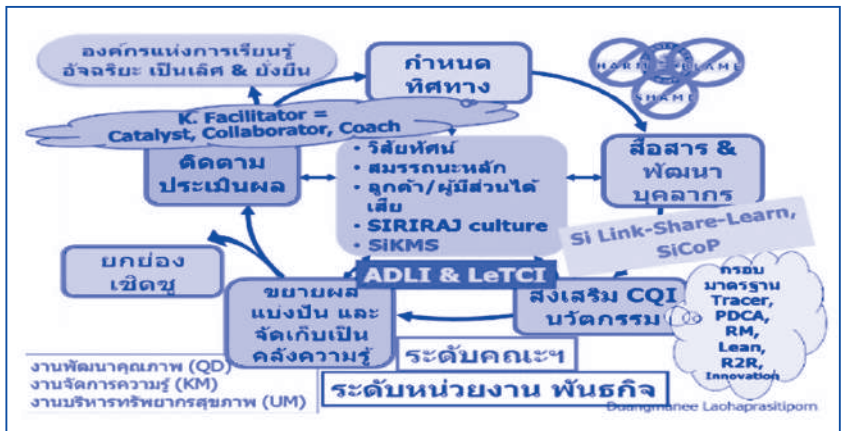 องค์กรแห่งการเรียนรู้
อัจฉริยะ เป็นเลิศ & ยั่งยืน
กำหนด
ทิศทาง
HARM
BLAME
SHAME
K. Facilitator =
Catalyst, Collaborator, Coach
ติดตาม
ประเมินผล
• วิสัยทัศน์
• สมรรถนะหลัก
• ลูกค้า/ผู้มีส่วนได้
เสีย
• SIRIRAJ culture
• SiKMS
สื่อสาร &
พัฒนา
บุคลากร
Si Link-Share-Learn,
SiCoP
ยกย่อง
เชิดชู
ADLI & LeTCI
ขยายผล
แบ่งปัน และ
จัดเก็บเป็น
คลังความรู้
ส่งเสริม CQI
นวัตกรรม
กรอบ
มาตรฐาน
Tracer,
PDCA,
RM,
Lean,
R2R,
Innovation
ระดับคณะฯ
ระดับหน่วยงาน พันธกิจ
งานพัฒนาคุณภาพ (QD)
งานจัดการความรู้ (KM)
งานบริหารทรัพยากรสุขภาพ (UM)
Duangmanee Laohaprasitiporn